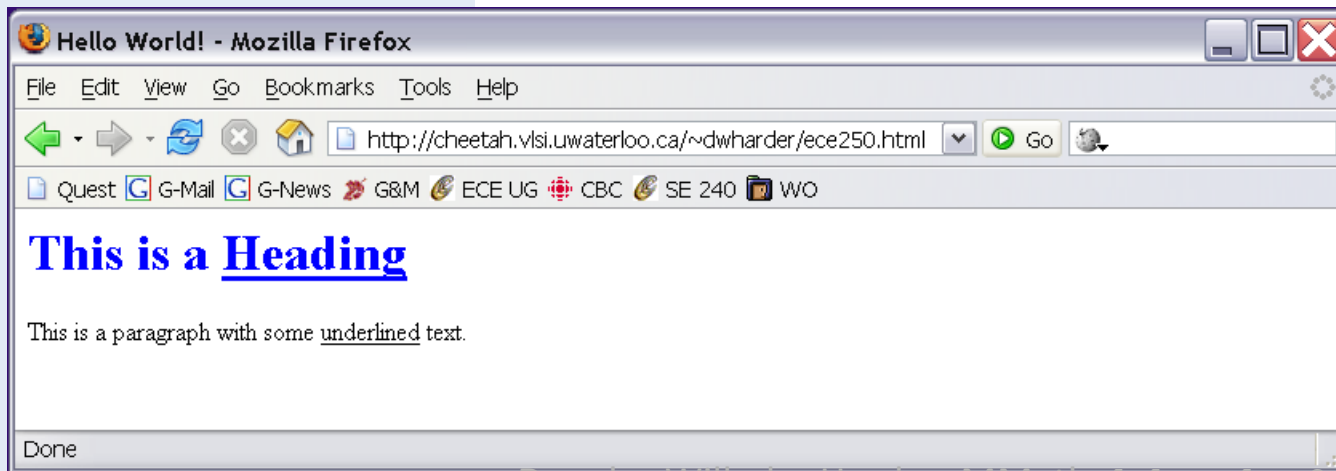 Hello World! - Mozilla Firefox
File Edit View Go Bookmarks Tools Help
http://cheetah.vlsi.uwaterloo.ca/~dwharder/ece250.html Go
Quest G G-Mail G G-News G&M ECE UG CBC SE 240 WO
This is a Heading
This is a paragraph with some underlined text.
Done